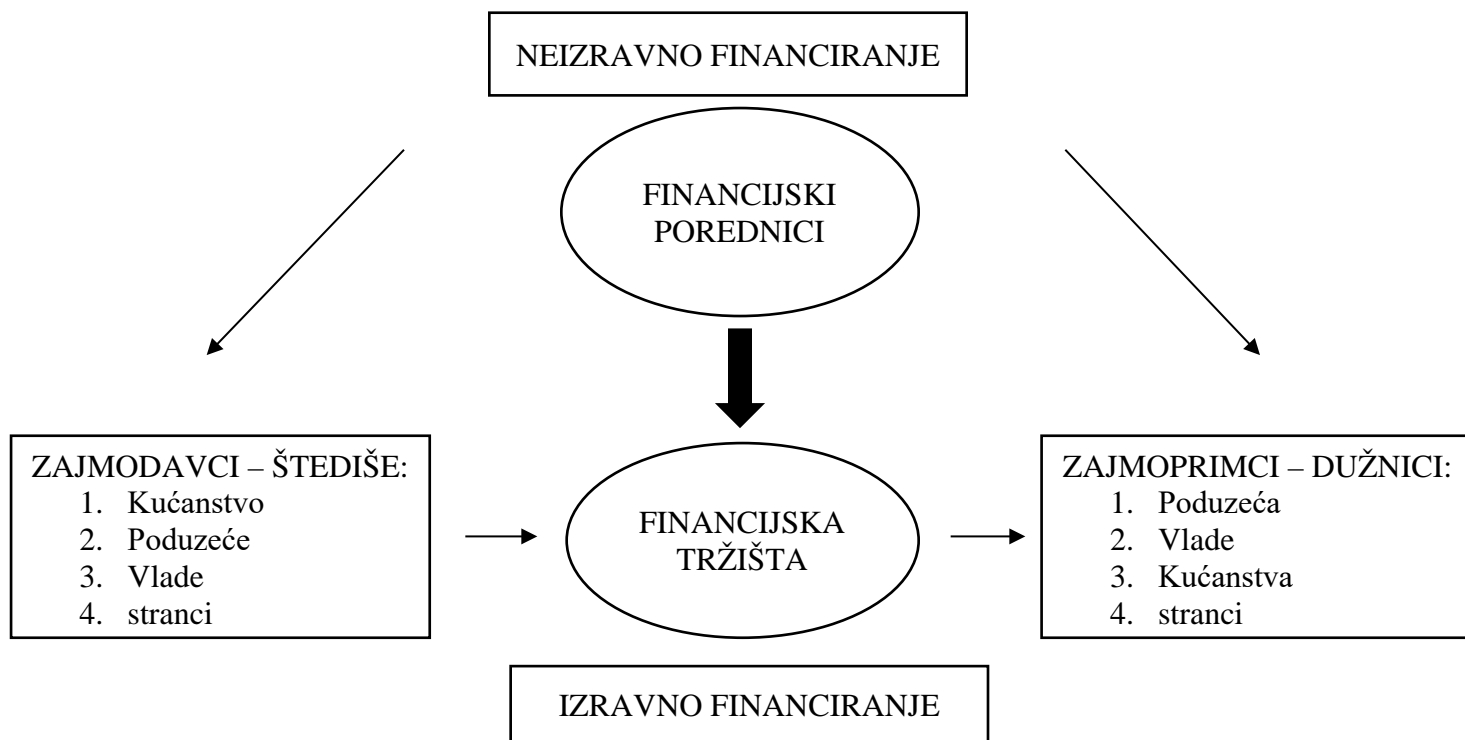 NEIZRAVNO FINANCIRANJE
FINANCIJSKI
POREDNICI
ZAJMODAVCI – ŠTEDIŠE:
1. Kućanstvo
2. Poduzeće
3. Vlade
4. stranci
FINANCIJSKA
TRŽIŠTA
ZAJMOPRIMCI – DUŽNICI:
1. Poduzeća
2. Vlade
3. Kućanstva
4. stranci
IZRAVNO FINANCIRANJE